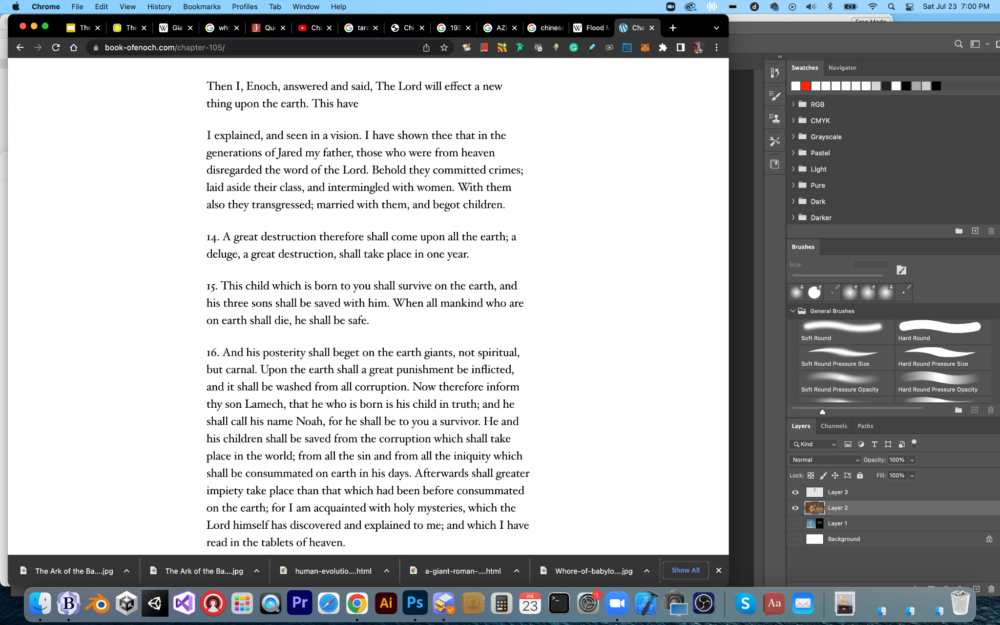 Chrome File Edit View History Bookmarks Profiles Tab Window Help
Sat Jul 23 7:00 PM
The
The
Gia
why
Que
Cha
tara
Chi
193
AZi
chinese
Flood M
Cha
book-ofenoch.com/chapter-105/
Then I, Enoch, answered and said, The Lord will effect a new
thing upon the earth. This have
I explained, and seen in a vision. I have shown thee that in the
generations of Jared my father, those who were from heaven
disregarded the word of the Lord. Behold they committed crimes;
laid aside their class, and intermingled with women. With them
also they transgressed; married with them, and begot children.
14. A great destruction therefore shall come upon all the earth; a
deluge, a great destruction, shall take place in one year.
15. This child which is born to you shall survive on the earth, and
his three sons shall be saved with him. When all mankind who are
on earth shall die, he shall be safe.
16. And his posterity shall beget on the earth giants, not spiritual,
but carnal. Upon the earth shall a great punishment be inflicted,
and it shall be washed from all corruption. Now therefore inform
thy son Lamech, that he who is born is his child in truth; and he
shall call his name Noah, for he shall be to you a survivor. He and
his children shall be saved from the corruption which shall take
place in the world; from all the sin and from all the iniquity which
shall be consummated on earth in his days. Afterwards shall greater
impiety take place than that which had been before consummated
on the earth; for I am acquainted with holy mysteries, which the
Lord himself has discovered and explained to me; and which I have
read in the tablets of heaven.
The Ark of the Ba....jpg
The Ark of the Ba....jpg
human-evolutio....html
a-giant-roman-....html
Whore-of-babylo....jpg
Show All
Swatches Navigator
RGB
CMYK
Grayscale
Pastel
Light
Pure
Dark
Darker
Brushes
Size:
General Brushes
Soft Round Hard Round
Soft Round Pressure Size Hard Round Pressure Size
Soft Round Pressure Opacity Hard Round Pressure Opacity
Layers Channels Paths
Kind
Normal Opacity: 100%
Lock: Fill: 100%
Layer 3
Layer 2
Layer 1
Background
B
Pr
Ai
Ps
JUL
23
1
S
Aa